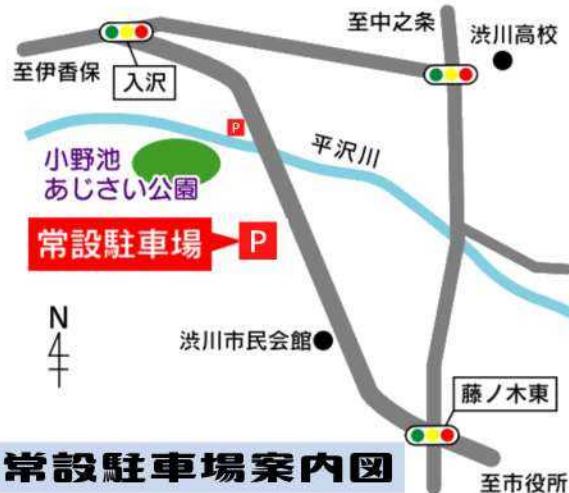 至中之条
渋川高校
至伊香保
入沢
P
平沢川
小野池
あじさい公園
常設駐車場
P
N
渋川市民会館
藤ノ木東
常設駐車場案内図
至市役所